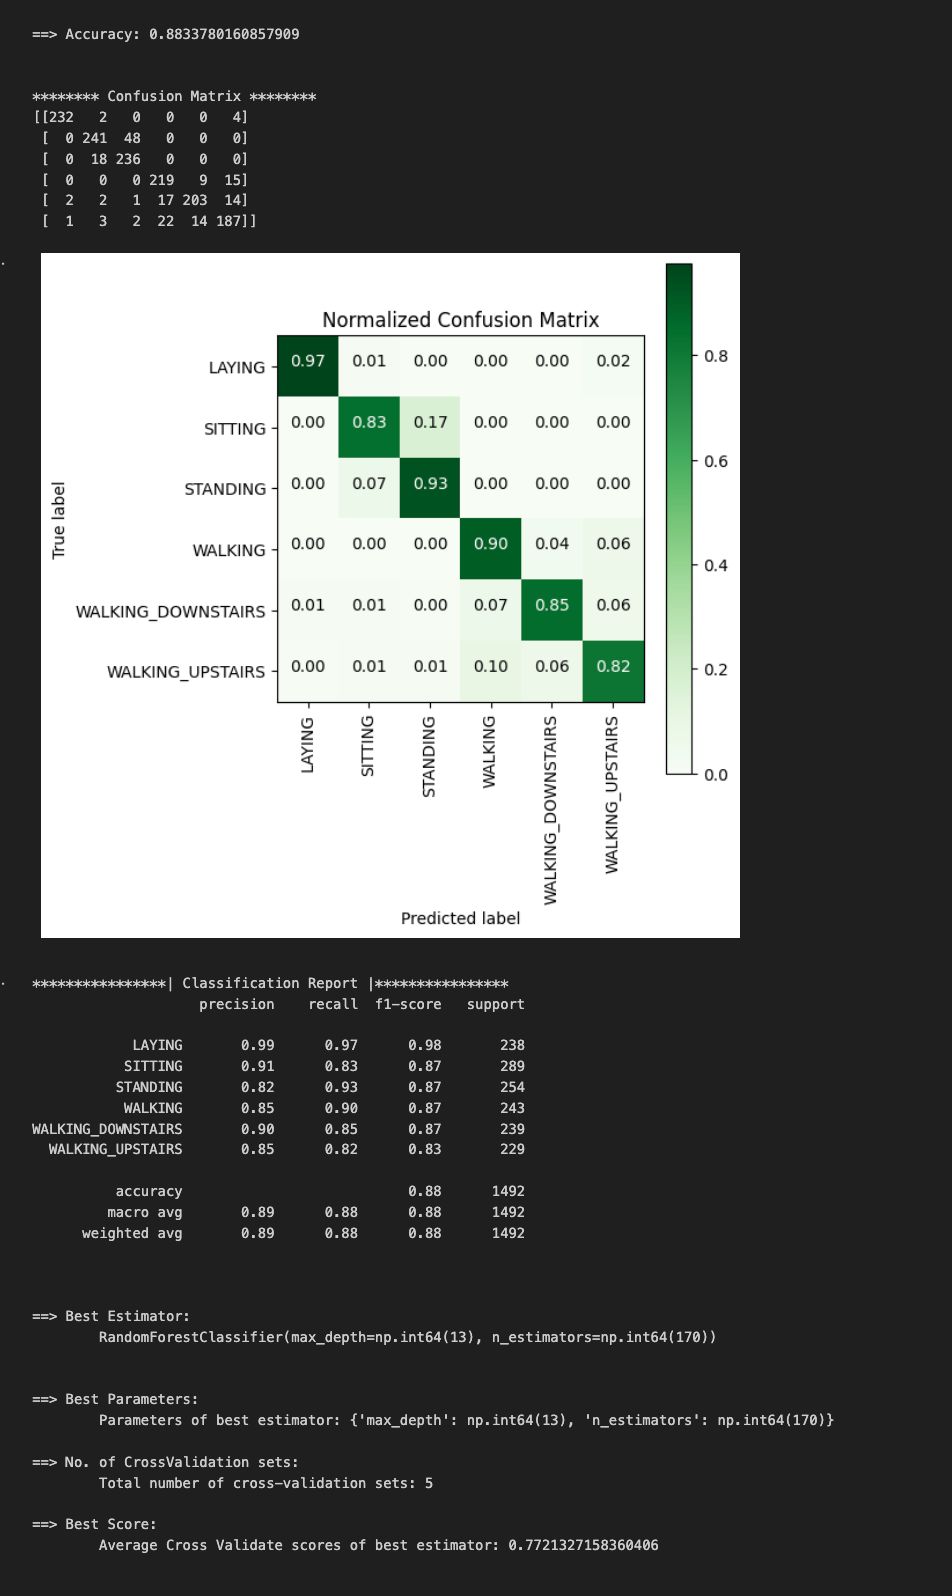 ==> Accuracy: 0.8833780160857909
******** Confusion Matrix ********
[[232   2   0   0   0   4]
 [  0 241  48   0   0   0]
 [  0  18 236   0   0   0]
 [  0   0   0 219   9  15]
 [  2   2   1  17 203  14]
 [  1   3   2  22  14 187]]
Normalized Confusion Matrix
LAYING 0.97 0.01 0.00 0.00 0.00 0.02
SITTING 0.00 0.83 0.17 0.00 0.00 0.00
STANDING 0.00 0.07 0.93 0.00 0.00 0.00
WALKING 0.00 0.00 0.00 0.90 0.04 0.06
WALKING_DOWNSTAIRS 0.01 0.01 0.00 0.07 0.85 0.06
WALKING_UPSTAIRS 0.00 0.01 0.01 0.10 0.06 0.82
True label
LAYING
SITTING
STANDING
WALKING
WALKING_DOWNSTAIRS
WALKING_UPSTAIRS
Predicted label
0.8
0.6
0.4
0.2
0.0
****************| Classification Report |****************
precision recall f1-score support
LAYING 0.99 0.97 0.98 238
SITTING 0.91 0.83 0.87 289
STANDING 0.82 0.93 0.87 254
WALKING 0.85 0.90 0.87 243
WALKING_DOWNSTAIRS 0.90 0.85 0.87 239
WALKING_UPSTAIRS 0.85 0.82 0.83 229
accuracy 0.88 1492
macro avg 0.89 0.88 0.88 1492
weighted avg 0.89 0.88 0.88 1492
==> Best Estimator:
RandomForestClassifier(max_depth=np.int64(13), n_estimators=np.int64(170))
==> Best Parameters:
Parameters of best estimator: {'max_depth': np.int64(13), 'n_estimators': np.int64(170)}
==> No. of CrossValidation sets:
Total number of cross-validation sets: 5
==> Best Score:
Average Cross Validate scores of best estimator: 0.7721327158360406